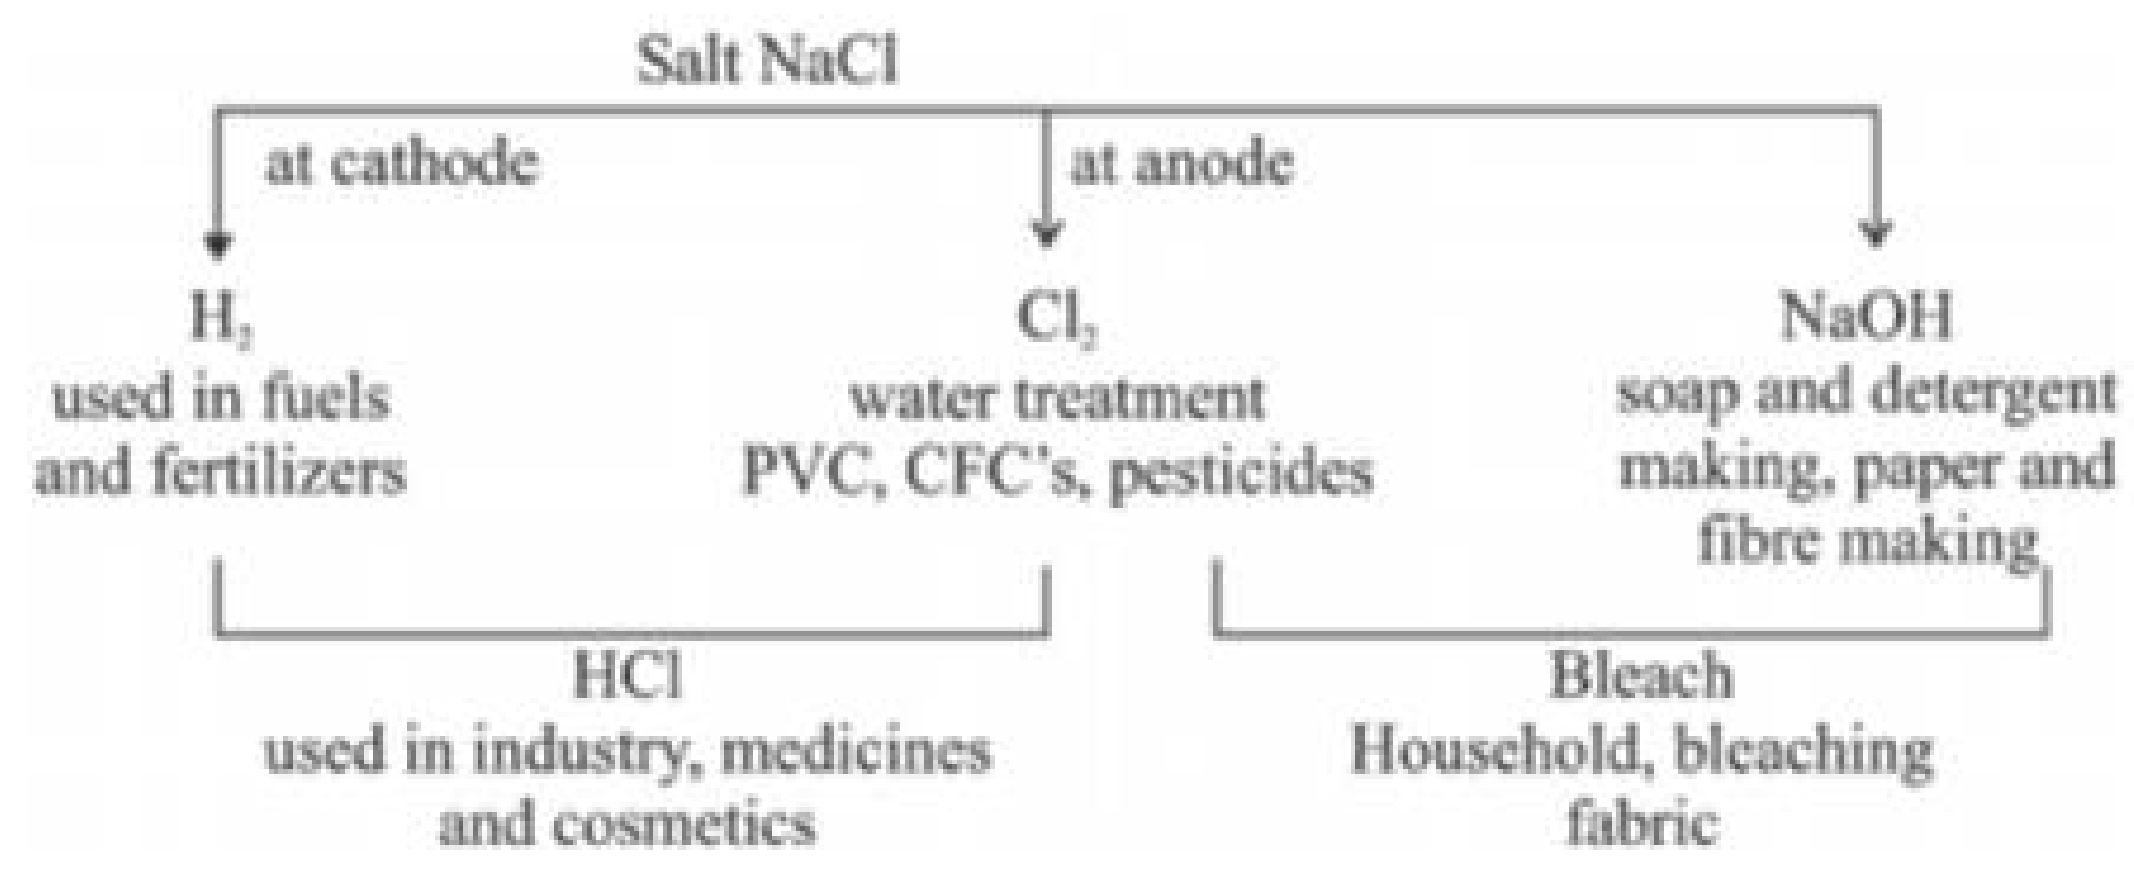 Salt NaCl
at cathode
at anode
H₂
used in fuels
and fertilizers
Cl₂
water treatment
PVC, CFC's, pesticides
NaOH
soap and detergent
making, paper and
fibre making
HCl
used in industry, medicines
and cosmetics
Bleach
Household, bleaching
fabric